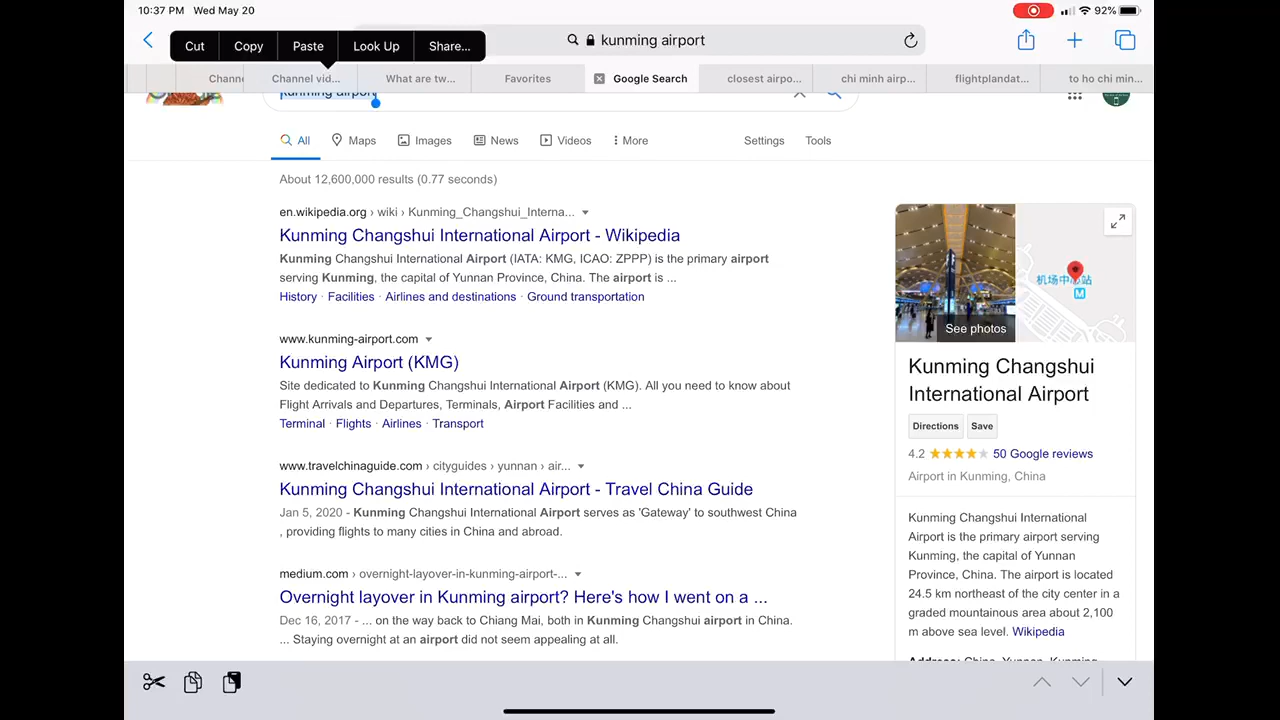 10:37 PM Wed May 20
92%
Cut Copy Paste Look Up Share...
kunming airport
Channe Channel vid... What are tw... Favorites Google Search closest airpo... chi minh airp... flightplandat... to ho chi min...
kunming airport
All Maps Images News Videos More Settings Tools
About 12,600,000 results (0.77 seconds)
en.wikipedia.org › wiki › Kunming_Changshui_Interna...
Kunming Changshui International Airport - Wikipedia
Kunming Changshui International Airport (IATA: KMG, ICAO: ZPPP) is the primary airport
serving Kunming, the capital of Yunnan Province, China. The airport is ...
History · Facilities · Airlines and destinations · Ground transportation
www.kunming-airport.com
Kunming Airport (KMG)
Site dedicated to Kunming Changshui International Airport (KMG). All you need to know about
Flight Arrivals and Departures, Terminals, Airport Facilities and ...
Terminal · Flights · Airlines · Transport
www.travelchinaguide.com › cityguides › yunnan › air...
Kunming Changshui International Airport - Travel China Guide
Jan 5, 2020 - Kunming Changshui International Airport serves as 'Gateway' to southwest China
, providing flights to many cities in China and abroad.
medium.com › overnight-layover-in-kunming-airport-...
Overnight layover in Kunming airport? Here's how I went on a ...
Dec 16, 2017 - ... on the way back to Chiang Mai, both in Kunming Changshui airport in China.
... Staying overnight at an airport did not seem appealing at all.
机场中心站
M
See photos
Kunming Changshui
International Airport
Directions Save
4.2 50 Google reviews
Airport in Kunming, China
Kunming Changshui International
Airport is the primary airport serving
Kunming, the capital of Yunnan
Province, China. The airport is located
24.5 km northeast of the city center in a
graded mountainous area about 2,100
m above sea level. Wikipedia
Address: China, Yunnan, Kunming